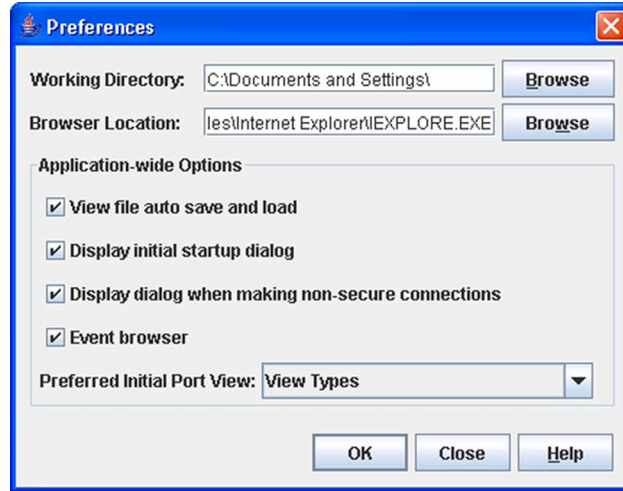 Preferences
Working Directory: C:\Documents and Settings\ Browse
Browser Location: les\Internet Explorer\IEXPLORE.EXE Browse
Application-wide Options
View file auto save and load
Display initial startup dialog
Display dialog when making non-secure connections
Event browser
Preferred Initial Port View: View Types
OK Close Help